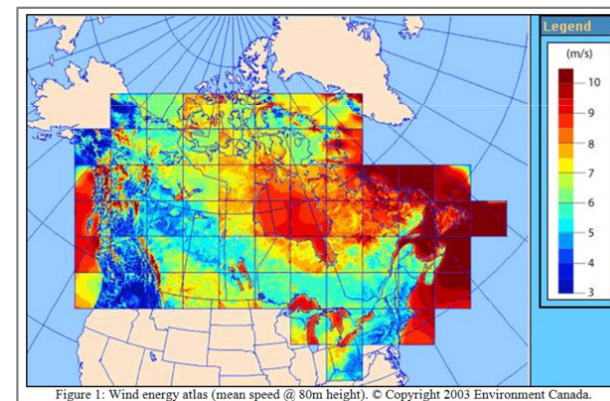 Legend
(m/s)
10
9
8
7
6
5
4
3
Figure 1: Wind energy atlas (mean speed @ 80m height). © Copyright 2003 Environment Canada.